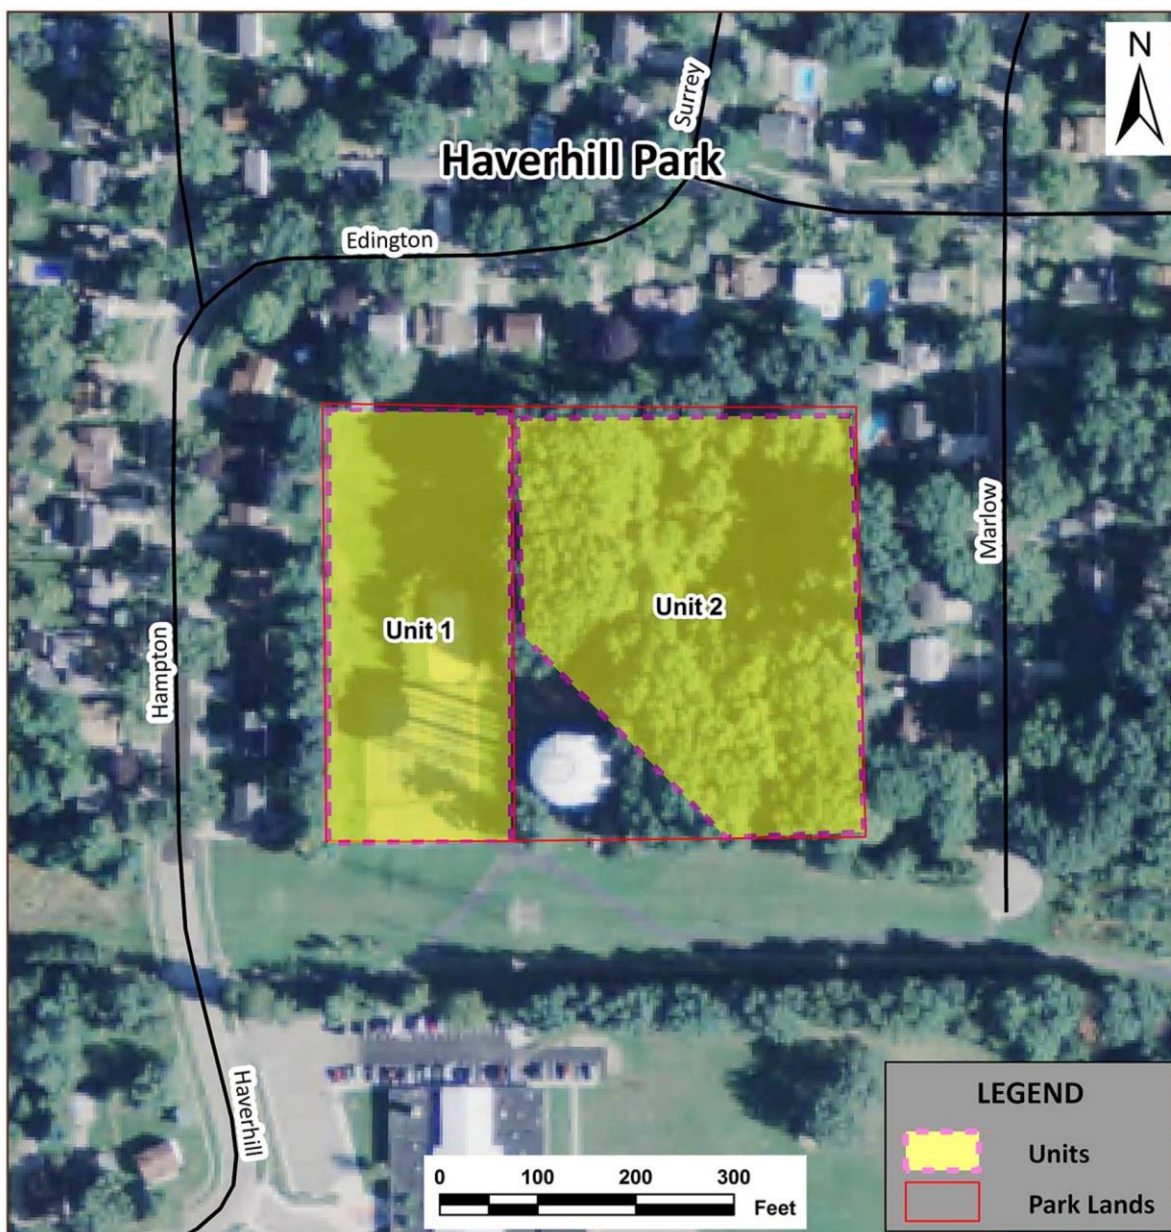 N
Surrey
Haverhill Park
Edington
Marlow
Unit 2
Unit 1
Hampton
Haverhill
LEGEND
Units
Park Lands
0 100 200 300
Feet